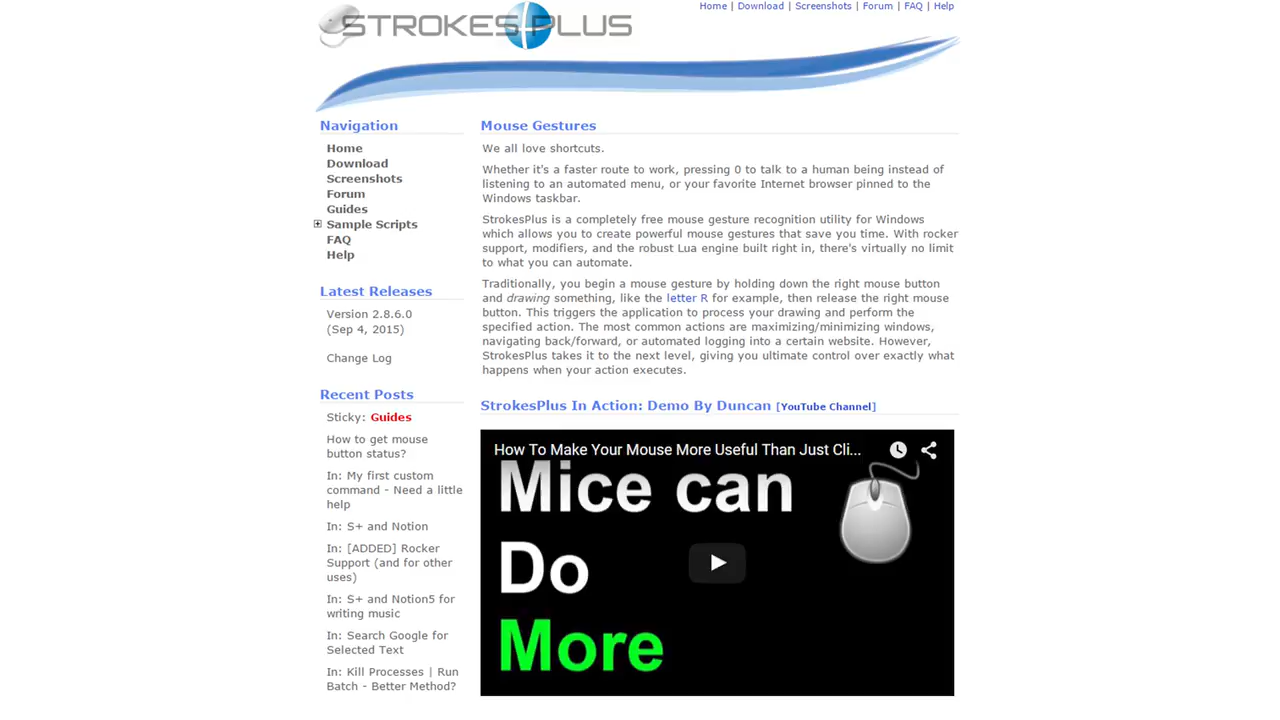 STROKES PLUS
Home | Download | Screenshots | Forum | FAQ | Help
Navigation
Home
Download
Screenshots
Forum
Guides
Sample Scripts
FAQ
Help
Latest Releases
Version 2.8.6.0
(Sep 4, 2015)
Change Log
Recent Posts
Sticky: Guides
How to get mouse
button status?
In: My first custom
command - Need a little
help
In: S+ and Notion
In: [ADDED] Rocker
Support (and for other
uses)
In: S+ and Notion5 for
writing music
In: Search Google for
Selected Text
In: Kill Processes | Run
Batch - Better Method?
Mouse Gestures
We all love shortcuts.
Whether it's a faster route to work, pressing 0 to talk to a human being instead of
listening to an automated menu, or your favorite Internet browser pinned to the
Windows taskbar.
StrokesPlus is a completely free mouse gesture recognition utility for Windows
which allows you to create powerful mouse gestures that save you time. With rocker
support, modifiers, and the robust Lua engine built right in, there's virtually no limit
to what you can automate.
Traditionally, you begin a mouse gesture by holding down the right mouse button
and drawing something, like the letter R for example, then release the right mouse
button. This triggers the application to process your drawing and perform the
specified action. The most common actions are maximizing/minimizing windows,
navigating back/forward, or automated logging into a certain website. However,
StrokesPlus takes it to the next level, giving you ultimate control over exactly what
happens when your action executes.
StrokesPlus In Action: Demo By Duncan [YouTube Channel]
How To Make Your Mouse More Useful Than Just Cli...
Mice can
Do
More